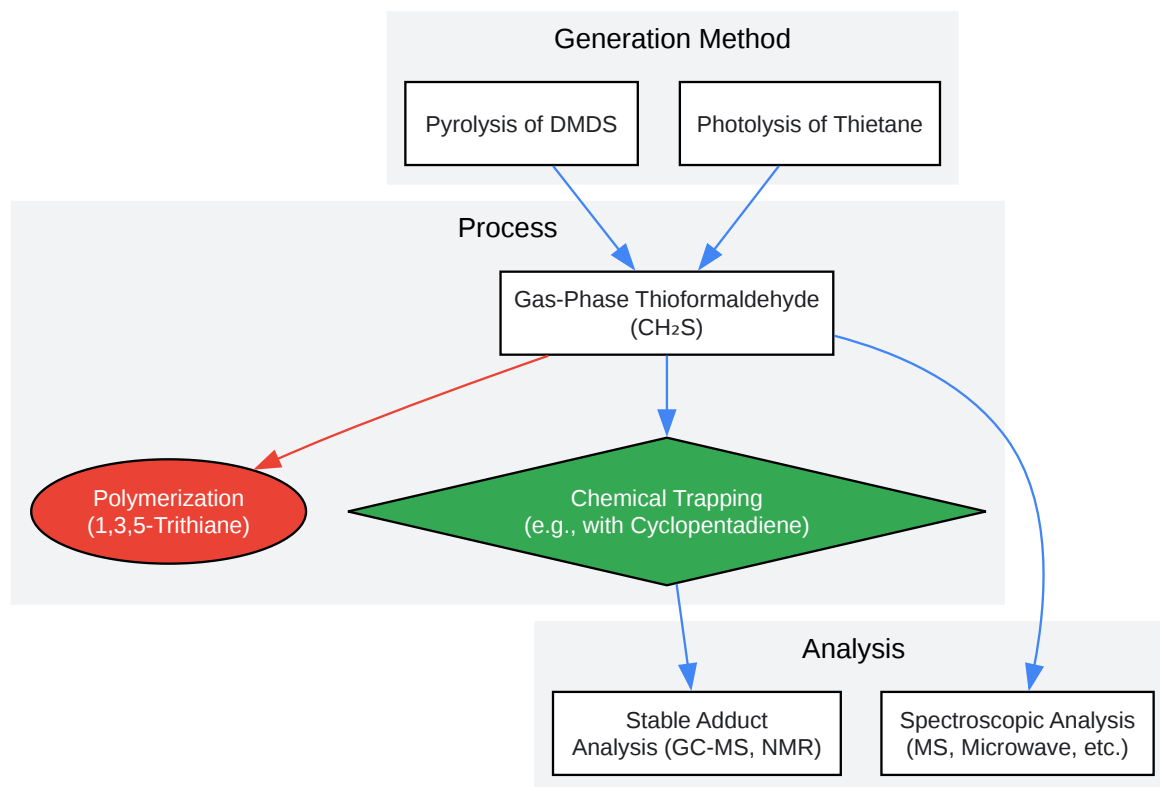 Generation Method
Pyrolysis of DMDS
Photolysis of Thietane
Process
Gas-Phase Thioformaldehyde
(CH₂S)
Polymerization
(1,3,5-Trithiane)
Chemical Trapping
(e.g., with Cyclopentadiene)
Analysis
Stable Adduct
Analysis (GC-MS, NMR)
Spectroscopic Analysis
(MS, Microwave, etc.)